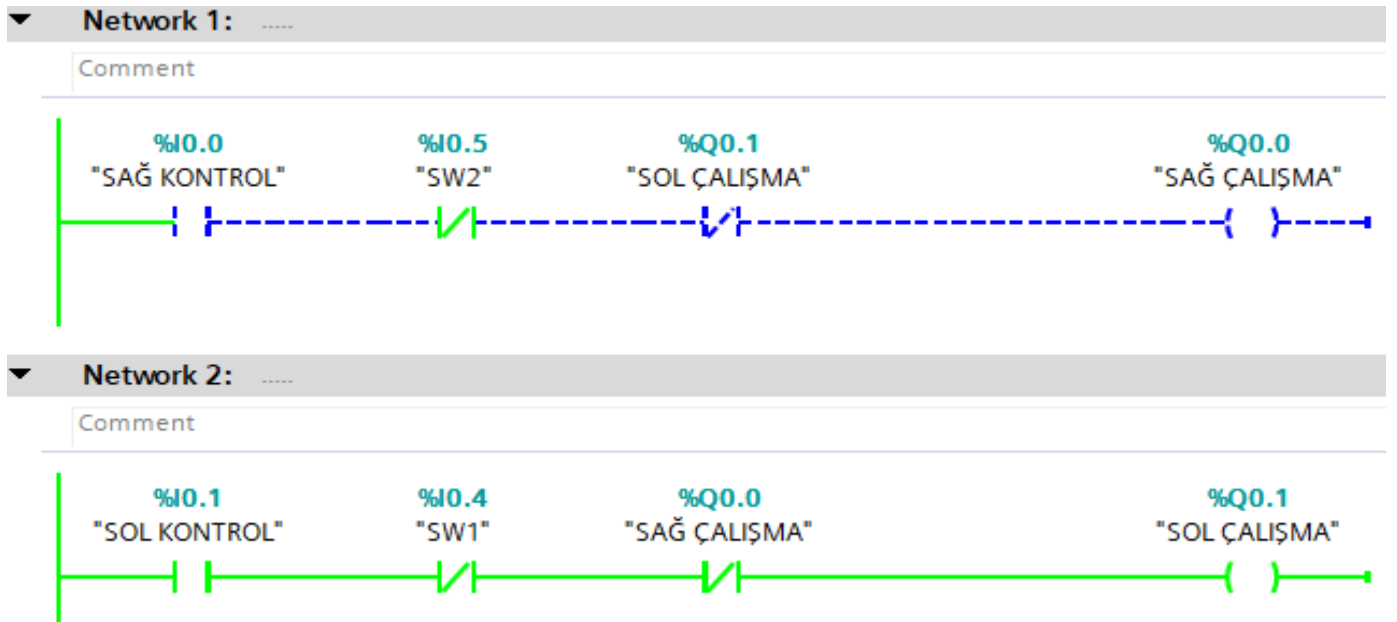 Network 1: .....
Comment
%I0.0 %I0.5 %Q0.1 %Q0.0
"SAĞ KONTROL" "SW2" "SOL ÇALIŞMA" "SAĞ ÇALIŞMA"
Network 2: .....
Comment
%I0.1 %I0.4 %Q0.0 %Q0.1
"SOL KONTROL" "SW1" "SAĞ ÇALIŞMA" "SOL ÇALIŞMA"